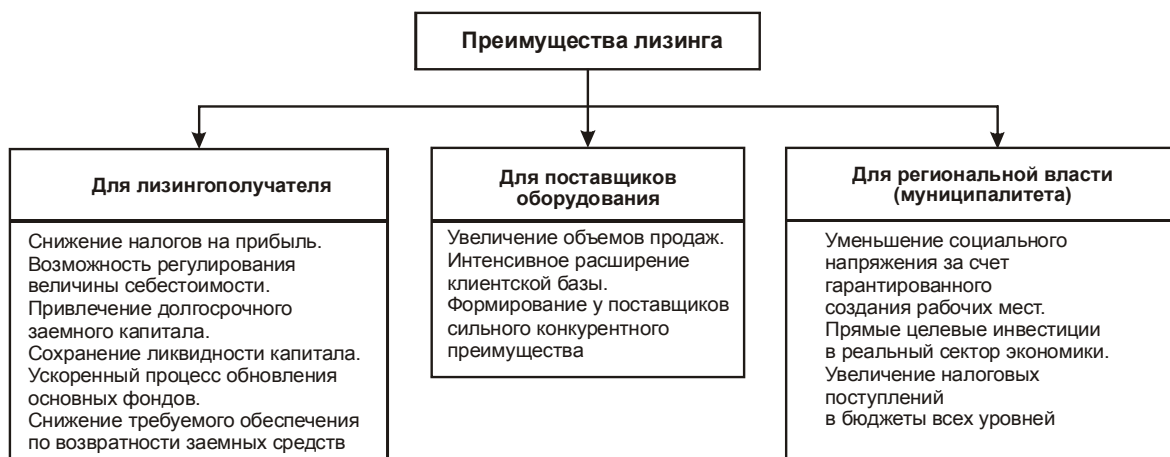 Преимущества лизинга
Для лизингополучателя
Снижение налогов на прибыль.
Возможность регулирования
величины себестоимости.
Привлечение долгосрочного
заемного капитала.
Сохранение ликвидности капитала.
Ускоренный процесс обновления
основных фондов.
Снижение требуемого обеспечения
по возвратности заемных средств
Для поставщиков
оборудования
Увеличение объемов продаж.
Интенсивное расширение
клиентской базы.
Формирование у поставщиков
сильного конкурентного
преимущества
Для региональной власти
(муниципалитета)
Уменьшение социального
напряжения за счет
гарантированного
создания рабочих мест.
Прямые целевые инвестиции
в реальный сектор экономики.
Увеличение налоговых
поступлений
в бюджеты всех уровней